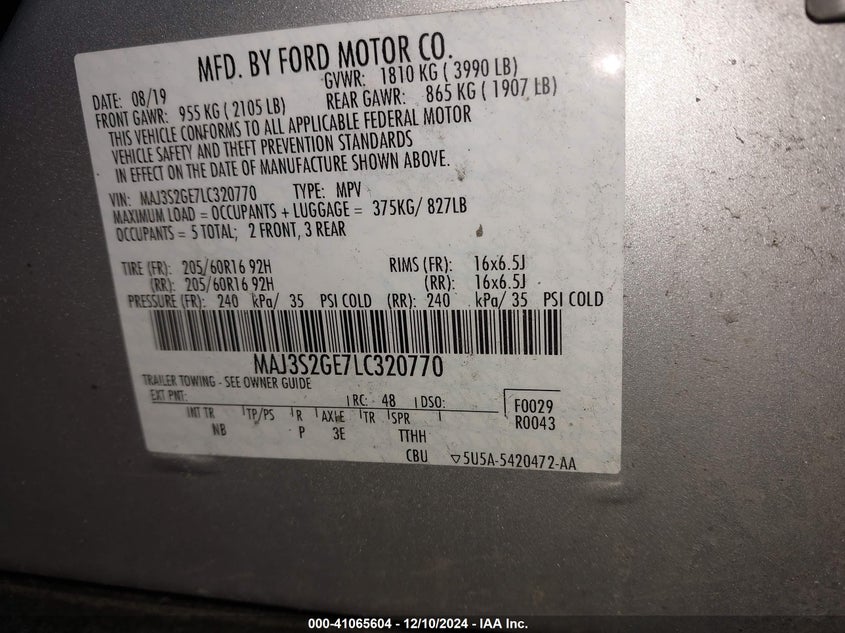 MFD. BY FORD MOTOR CO.
DATE: 08/19 GVWR: 1810 KG ( 3990 LB)
FRONT GAWR: 955 KG ( 2105 LB) REAR GAWR: 865 KG ( 1907 LB)
THIS VEHICLE CONFORMS TO ALL APPLICABLE FEDERAL MOTOR
VEHICLE SAFETY AND THEFT PREVENTION STANDARDS
IN EFFECT ON THE DATE OF MANUFACTURE SHOWN ABOVE.
VIN: MAJ3S2GE7LC320770 TYPE: MPV
MAXIMUM LOAD = OCCUPANTS + LUGGAGE = 375KG/ 827LB
OCCUPANTS = 5 TOTAL; 2 FRONT, 3 REAR
TIRE (FR): 205/60R16 92H RIMS (FR): 16x6.5J
(RR): 205/60R16 92H (RR): 16x6.5J
PRESSURE (FR): 240 kPa/ 35 PSI COLD (RR): 240 kPa/ 35 PSI COLD
MAJ3S2GE7LC320770
TRAILER TOWING - SEE OWNER GUIDE
EXT PNT: RC: 48 DSO: F0029
INT TR TP/PS R AXLE TR SPR R0043
NB P 3E TTHH
CBU 5U5A-5420472-AA
000-41065604 - 12/10/2024 - IAA Inc.